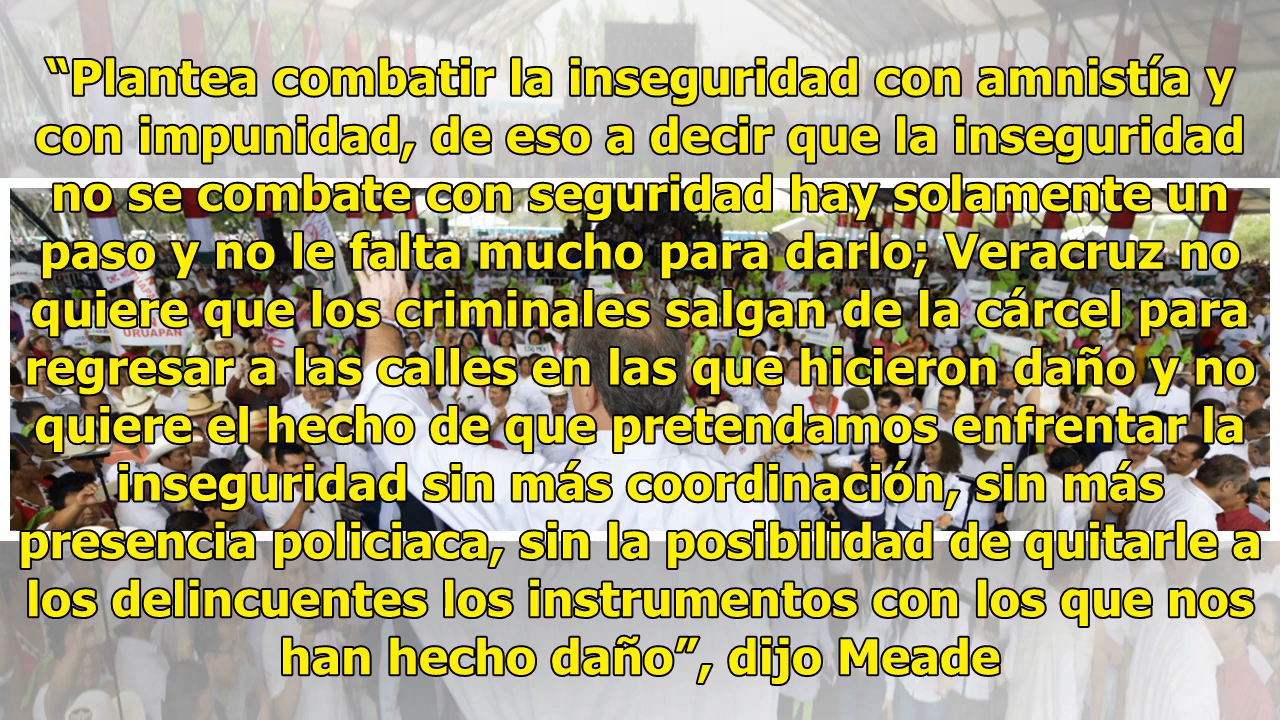 “Plantea combatir la inseguridad con amnistía y
con impunidad, de eso a decir que la inseguridad
no se combate con seguridad hay solamente un
paso y no le falta mucho para darlo; Veracruz no
quiere que los criminales salgan de la cárcel para
regresar a las calles en las que hicieron daño y no
quiere el hecho de que pretendamos enfrentar la
inseguridad sin más coordinación, sin más
presencia policiaca, sin la posibilidad de quitarle a
los delincuentes los instrumentos con los que nos
han hecho daño”, dijo Meade
URUAPAN